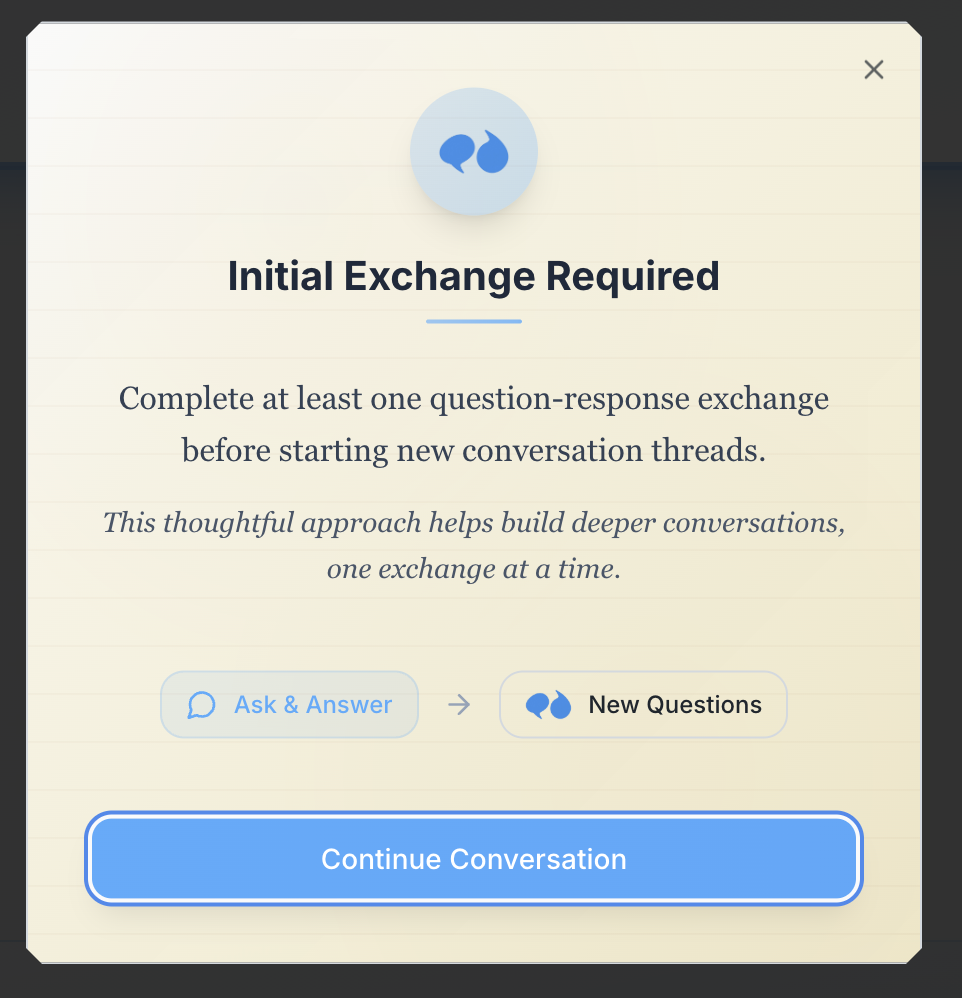 Initial Exchange Required
Complete at least one question-response exchange
before starting new conversation threads.
This thoughtful approach helps build deeper conversations,
one exchange at a time.
Ask & Answer
New Questions
Continue Conversation